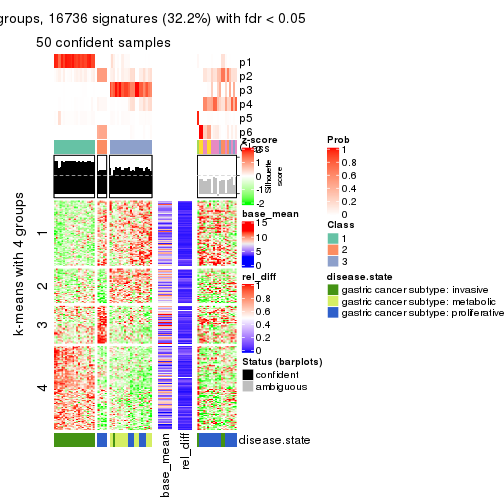 groups, 16736 signatures (32.2%) with fdr < 0.05
50 confident samples
p1
p2
p3
p4
p5
p6
Class
Silhouette
score
k-means with 4 groups
1
2
3
4
base_mean
rel_diff
disease.state
z-score
2
1
0
-1
-2
base_mean
15
10
5
0
rel_diff
1
0.8
0.6
0.4
0.2
0
Status (barplots)
confident
ambiguous
Prob
1
0.8
0.6
0.4
0.2
0
Class
1
2
3
disease.state
gastric cancer subtype: invasive
gastric cancer subtype: metabolic
gastric cancer subtype: proliferative